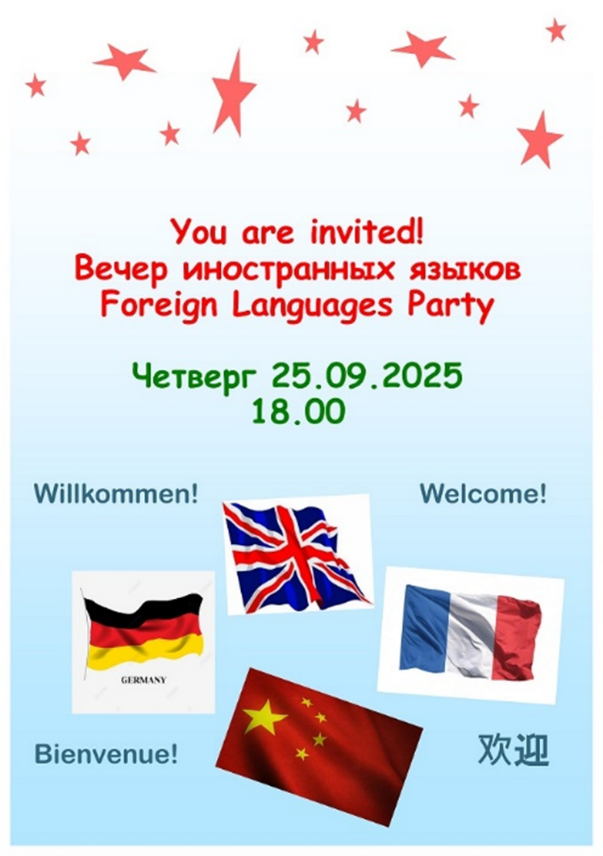 You are invited!
Вечер иностранных языков
Foreign Languages Party
Четверг 25.09.2025
18.00
Willkommen!
Welcome!
GERMANY
Bienvenue!
欢迎